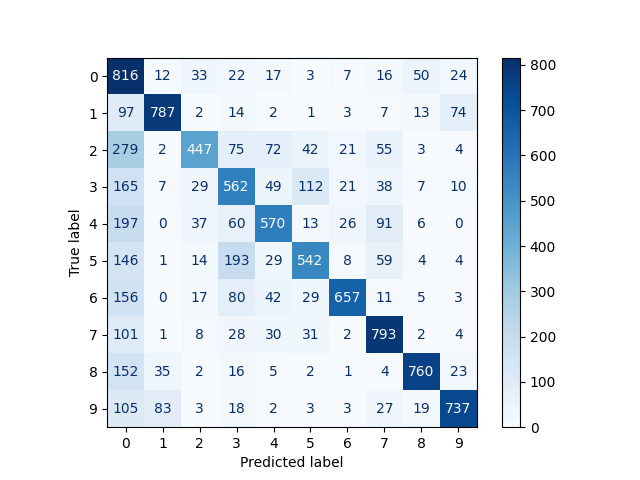 0 816 12 33 22 17 3 7 16 50 24
1 97 787 2 14 2 1 3 7 13 74
2 279 2 447 75 72 42 21 55 3 4
3 165 7 29 562 49 112 21 38 7 10
4 197 0 37 60 570 13 26 91 6 0
5 146 1 14 193 29 542 8 59 4 4
6 156 0 17 80 42 29 657 11 5 3
7 101 1 8 28 30 31 2 793 2 4
8 152 35 2 16 5 2 1 4 760 23
9 105 83 3 18 2 3 3 27 19 737
0 1 2 3 4 5 6 7 8 9
Predicted label
True label
800
700
600
500
400
300
200
100
0